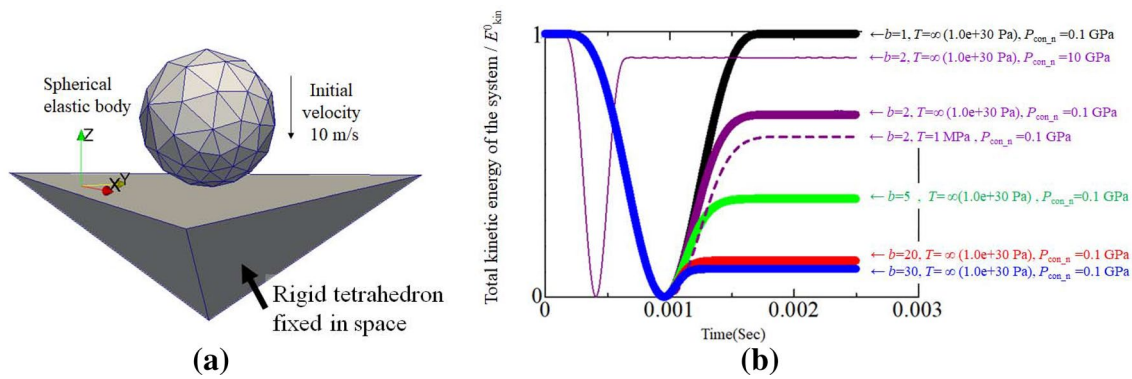 (a)
Spherical
elastic body
Initial
velocity
10 m/s
Z
X
Y
Rigid tetrahedron
fixed in space
(a)
(b)
Total kinetic energy of the system / E⁰kin
1
10
0.001
0.002
0.003
Time(Sec)
←b=1, T=∞ (1.0e+30 Pa), Pcon_n =0.1 GPa
←b=2, T=∞ (1.0e+30 Pa), Pcon_n =10 GPa
←b=2, T=∞ (1.0e+30 Pa), Pcon_n =0.1 GPa
←b=2, T=1 MPa , Pcon_n =0.1 GPa
←b=5 , T=∞(1.0e+30 Pa) , Pcon_n=0.1 GPa
←b=20, T=∞ (1.0e+30 Pa), Pcon_n =0.1 GPa
←b=30, T=∞ (1.0e+30 Pa), Pcon_n =0.1 GPa
(b)